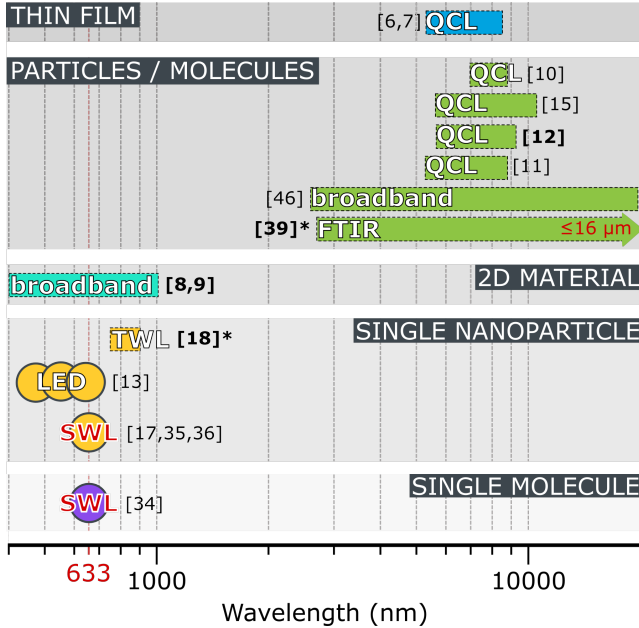 THIN FILM
[6,7] QCL
PARTICLES / MOLECULES
QCL [10]
QCL [15]
QCL [12]
QCL [11]
[46] broadband
[39]* FTIR ≤16 µm
broadband [8,9]
2D MATERIAL
SINGLE NANOPARTICLE
TWL [18]*
LED [13]
SWL [17,35,36]
SINGLE MOLECULE
SWL [34]
633 1000 10000
Wavelength (nm)